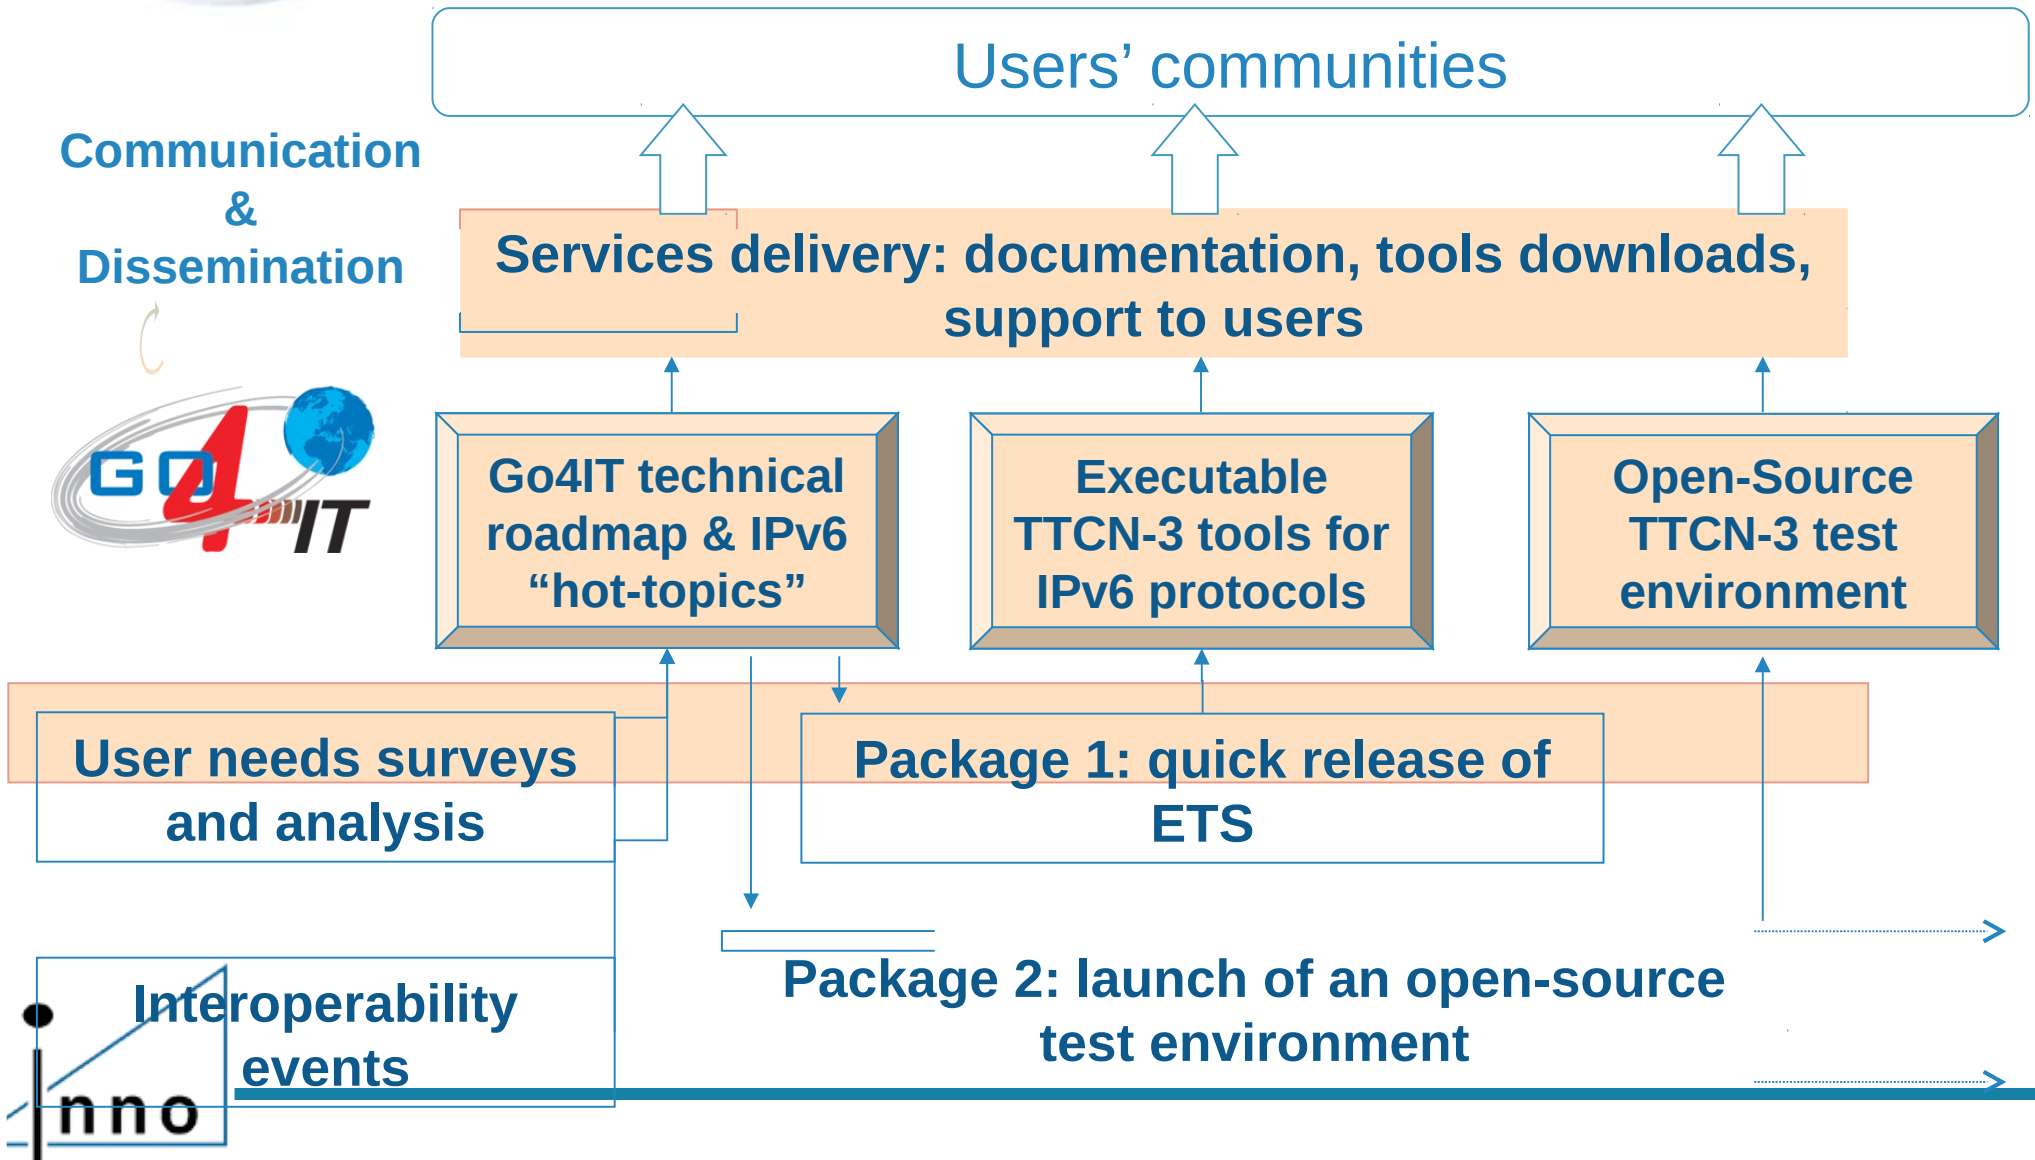 Users’ communities
Communication
&
Dissemination
Services delivery: documentation, tools downloads,
support to users
GO4IT
Go4IT technical
roadmap & IPv6
“hot-topics”
Executable
TTCN-3 tools for
IPv6 protocols
Open-Source
TTCN-3 test
environment
User needs surveys
and analysis
Package 1: quick release of
ETS
Interoperability
events
Package 2: launch of an open-source
test environment
inno